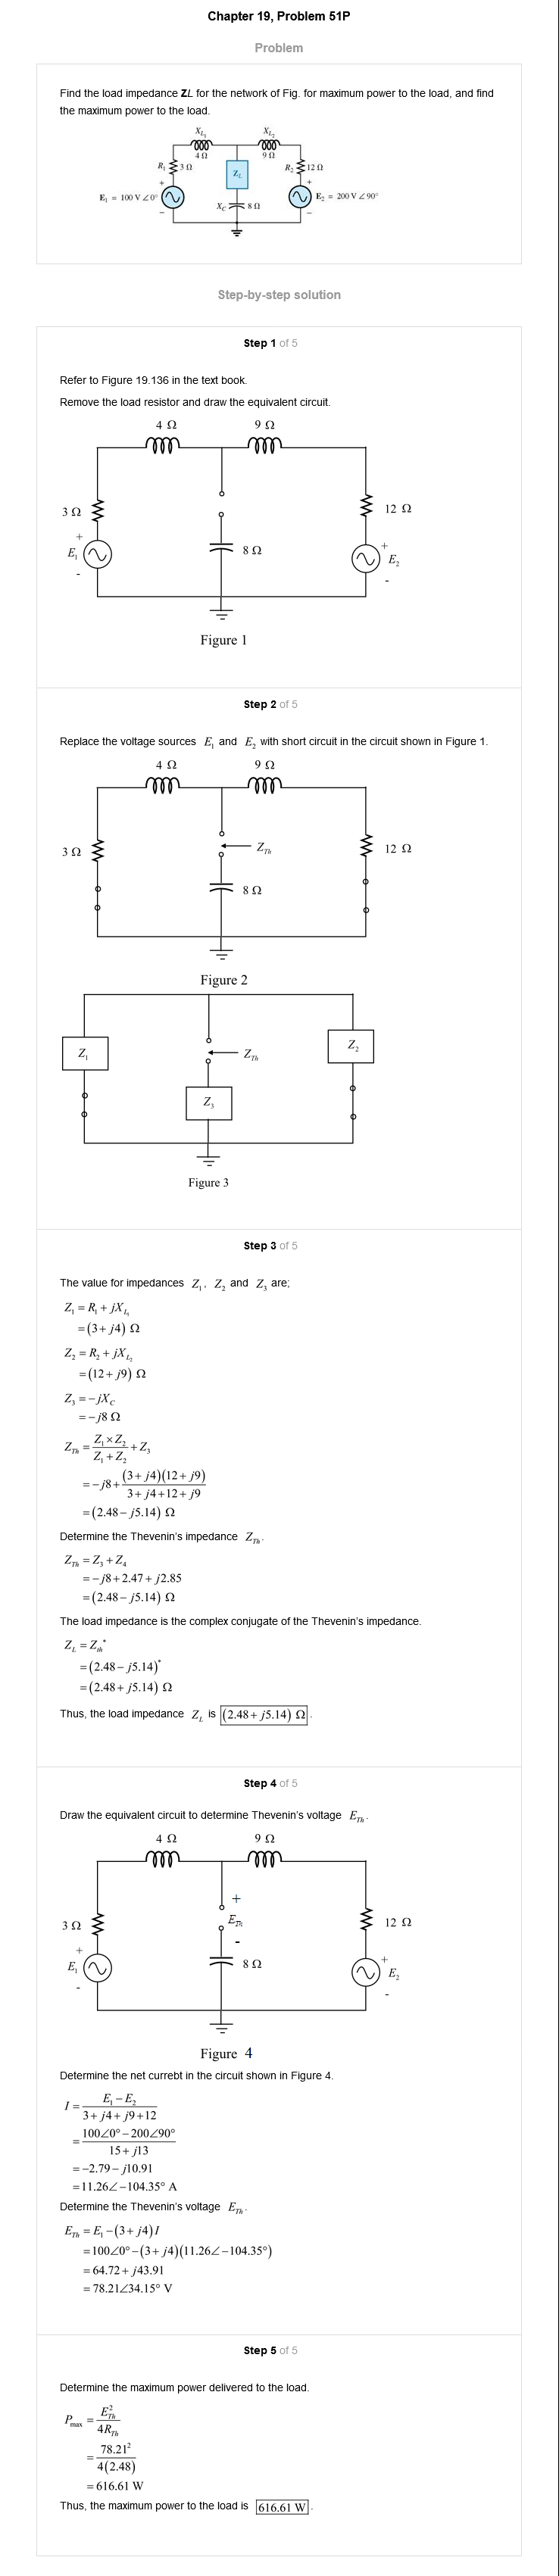 Chapter 19, Problem 51P
Problem
Find the load impedance ZL for the network of Fig. for maximum power to the load, and find
the maximum power to the load.
X_{L_1}
4 Ω
X_{L_2}
9 Ω
R_1 3 Ω
Z_L
R_2 12 Ω
+
+
E_1 = 100 V ∠ 0°
E_2 = 200 V ∠ 90°
X_C 8 Ω
−
−
Step-by-step solution
Step 1 of 5
Refer to Figure 19.136 in the text book.
Remove the load resistor and draw the equivalent circuit.
4 Ω
9 Ω
3 Ω
12 Ω
+
E_1
-
8 Ω
+
E_2
-
Figure 1
Step 2 of 5
Replace the voltage sources E_1 and E_2 with short circuit in the circuit shown in Figure 1.
4 Ω
9 Ω
3 Ω
Z_{Th}
12 Ω
8 Ω
Figure 2
Z_1
Z_{Th}
Z_2
Z_3
Figure 3
Step 3 of 5
The value for impedances Z_1, Z_2 and Z_3 are;
Z_1 = R_1 + jX_{L_1}
= (3 + j4) Ω
Z_2 = R_2 + jX_{L_2}
= (12 + j9) Ω
Z_3 = −jX_C
= −j8 Ω
Z_{Th} = \frac{Z_1 × Z_2}{Z_1 + Z_2} + Z_3
= −j8 + \frac{(3 + j4)(12 + j9)}{3 + j4 + 12 + j9}
= (2.48 − j5.14) Ω
Determine the Thevenin's impedance Z_{Th}.
Z_{Th} = Z_3 + Z_4
= −j8 + 2.47 + j2.85
= (2.48 − j5.14) Ω
The load impedance is the complex conjugate of the Thevenin's impedance.
Z_L = Z_{th}^*
= (2.48 − j5.14)^*
= (2.48 + j5.14) Ω
Thus, the load impedance Z_L is (2.48 + j5.14) Ω.
Step 4 of 5
Draw the equivalent circuit to determine Thevenin's voltage E_{Th}.
4 Ω
9 Ω
3 Ω
+
E_{Th}
-
12 Ω
+
E_1
-
8 Ω
+
E_2
-
Figure 4
Determine the net currebt in the circuit shown in Figure 4.
I = \frac{E_1 − E_2}{3 + j4 + j9 + 12}
= \frac{100∠0° − 200∠90°}{15 + j13}
= −2.79 − j10.91
= 11.26∠−104.35° A
Determine the Thevenin's voltage E_{Th}.
E_{Th} = E_1 − (3 + j4)I
= 100∠0° − (3 + j4)(11.26∠−104.35°)
= 64.72 + j43.91
= 78.21∠34.15° V
Step 5 of 5
Determine the maximum power delivered to the load.
P_{max} = \frac{E_{Th}^2}{4R_{Th}}
= \frac{78.21^2}{4(2.48)}
= 616.61 W
Thus, the maximum power to the load is 616.61 W.